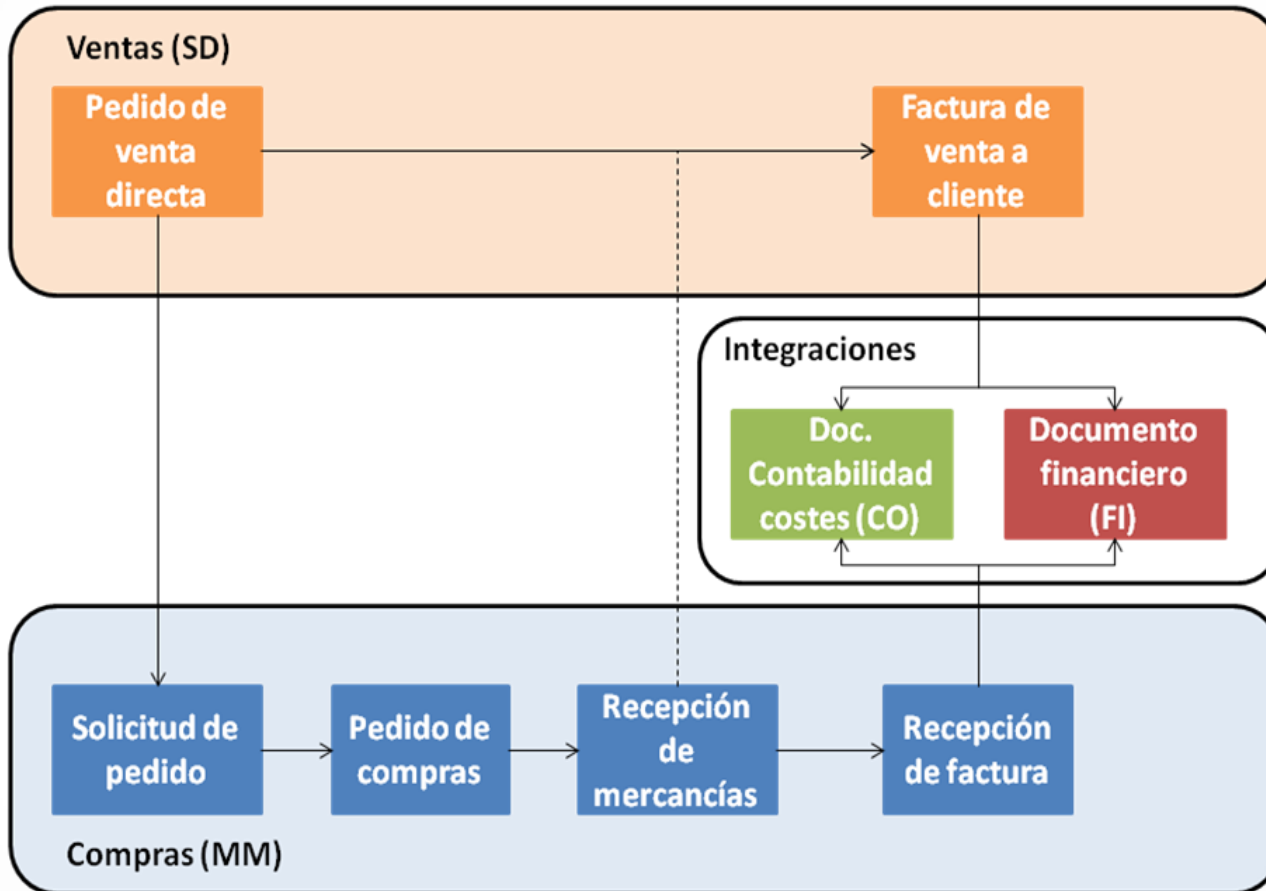 Ventas (SD)
Pedido de
venta
directa
Factura de
venta a
cliente
Integraciones
Doc.
Contabilidad
costes (CO)
Documento
financiero
(FI)
Solicitud de
pedido
Pedido de
compras
Recepción
de
mercancías
Recepción
de factura
Compras (MM)